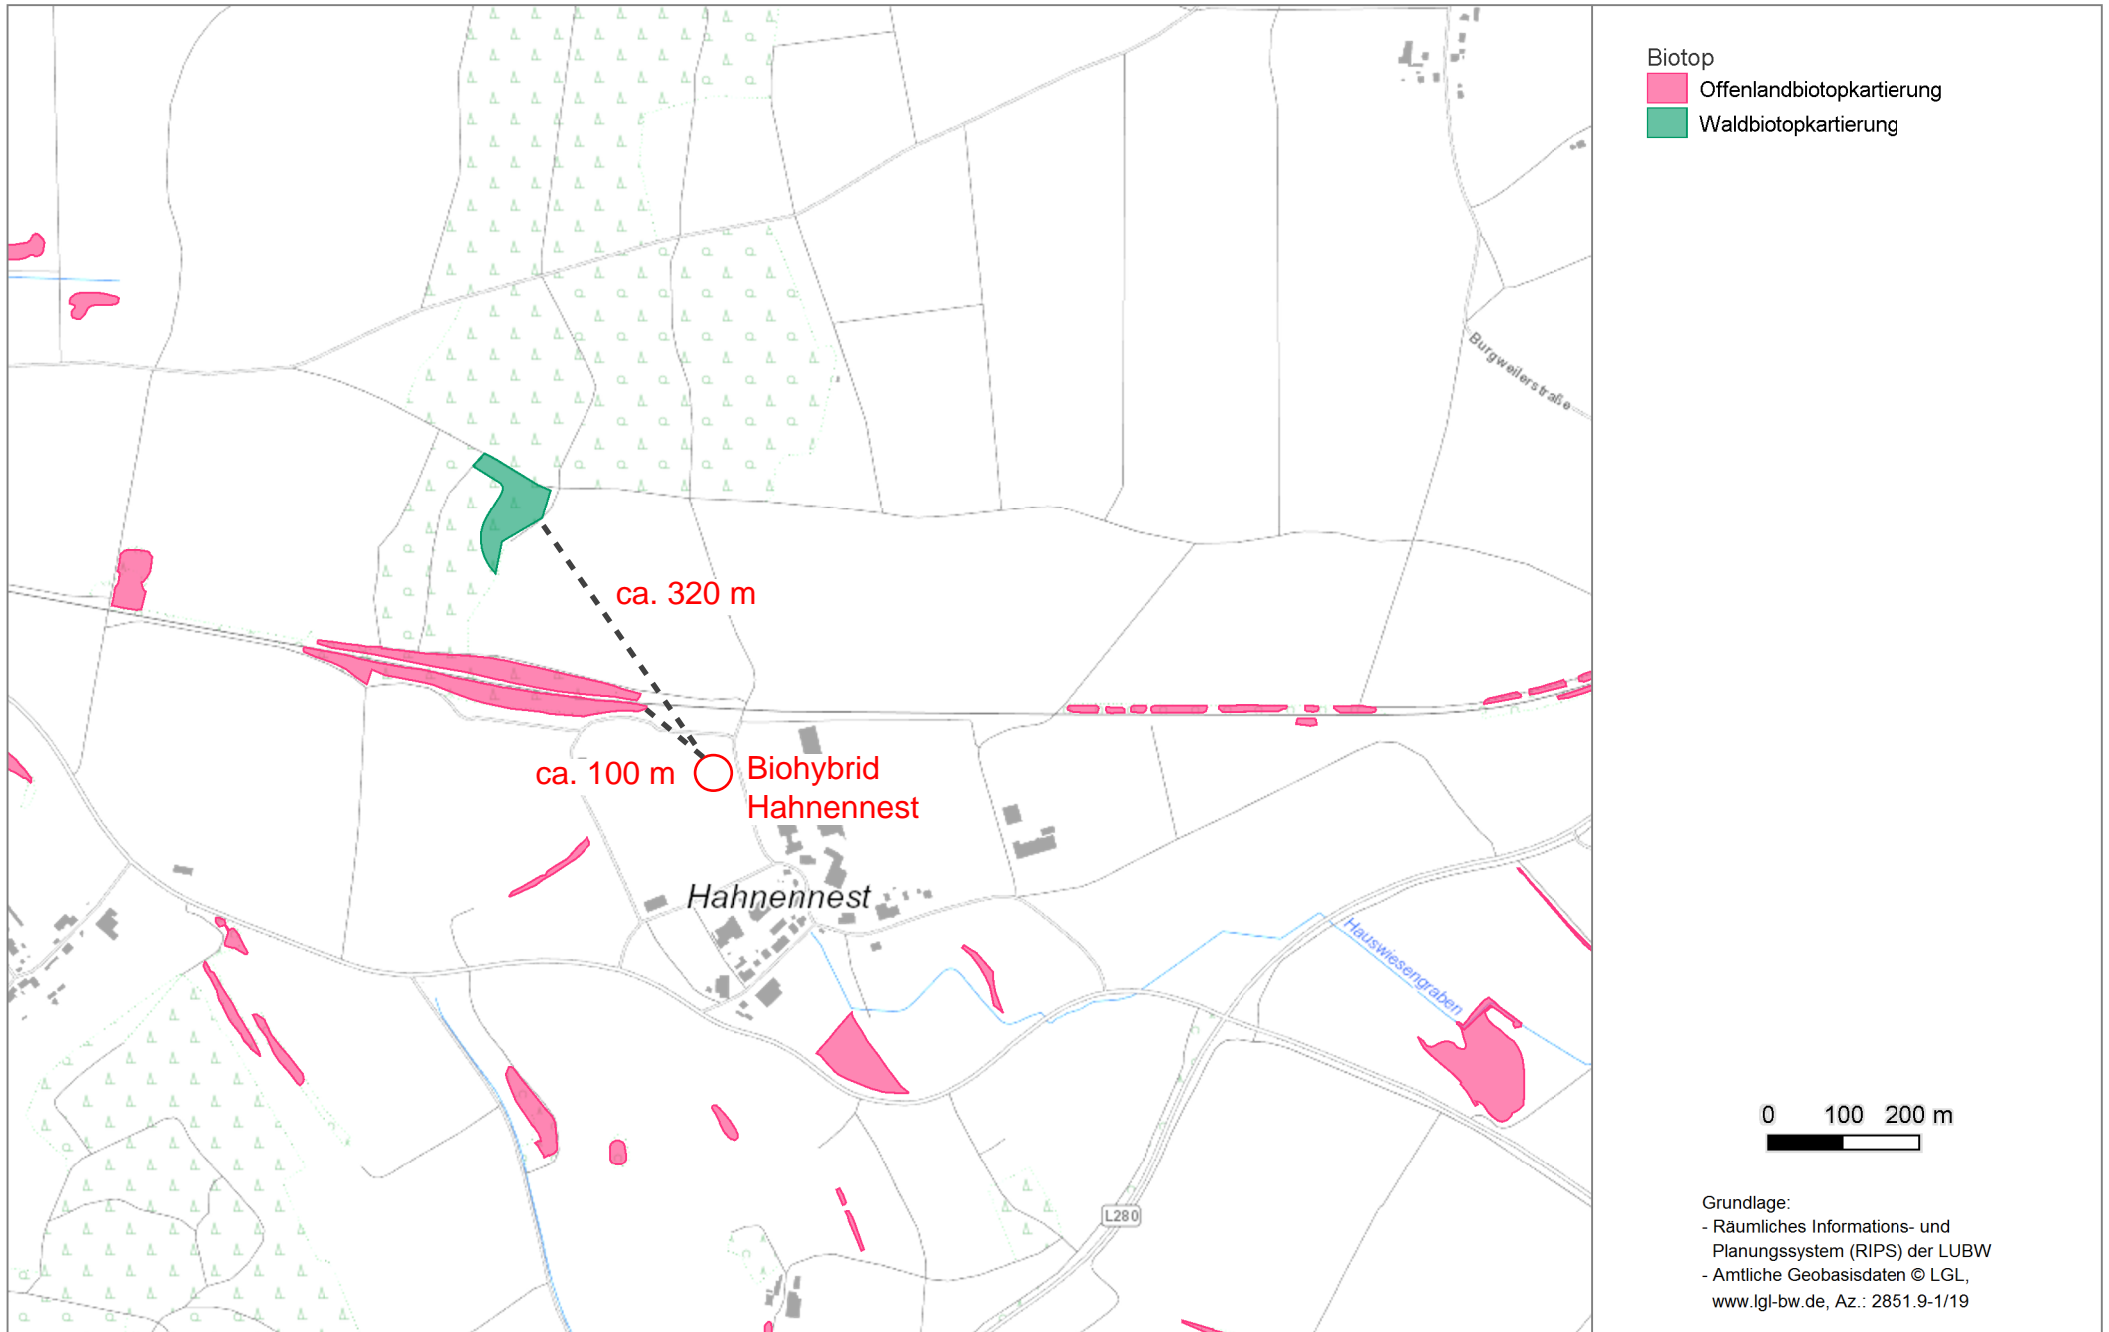 Biotop
Offenlandbiotopkartierung
Waldbiotopkartierung
Burgweilerstraße
ca. 320 m
ca. 100 m
Biohybrid
Hahnennest
Hahnennest
Hauswiesengraben
L280
0 100 200 m
Grundlage:
- Räumliches Informations- und
Planungssystem (RIPS) der LUBW
- Amtliche Geobasisdaten © LGL,
www.lgl-bw.de, Az.: 2851.9-1/19